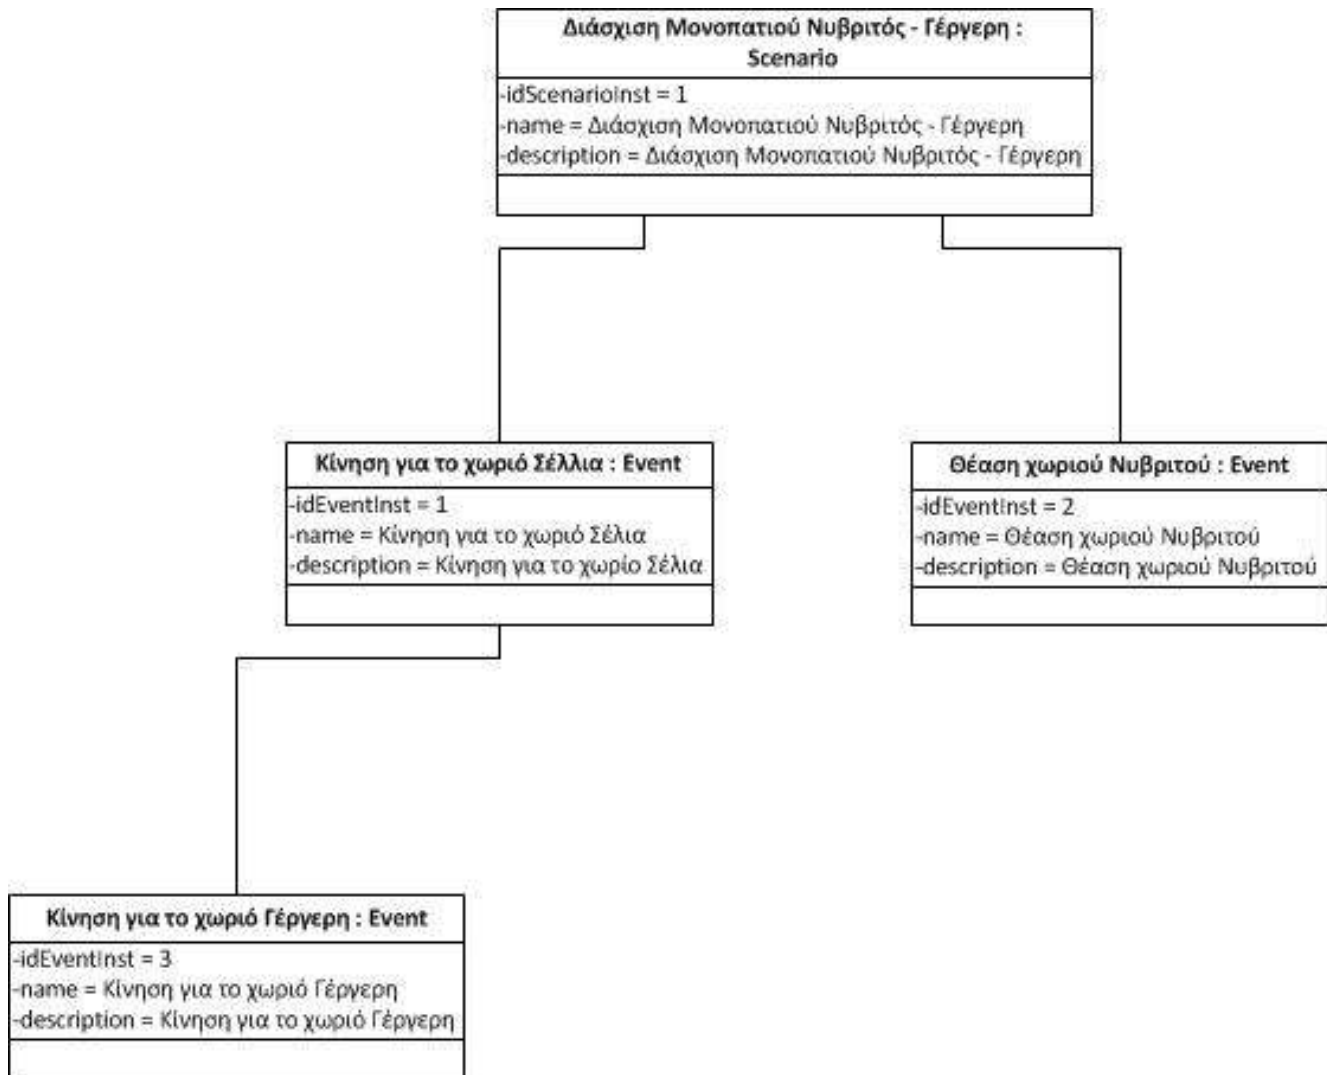 Διάσχιση Μονοπατιού Νυβριτός - Γέργερη :
Scenario
-idScenarioInst = 1
-name = Διάσχιση Μονοπατιού Νυβριτός - Γέργερη
-description = Διάσχιση Μονοπατιού Νυβριτός - Γέργερη
Κίνηση για το χωριό Σέλλια : Event
-idEventInst = 1
-name = Κίνηση για το χωριό Σέλια
-description = Κίνηση για το χωρίο Σέλια
Θέαση χωριού Νυβριτού : Event
-idEventInst = 2
-name = Θέαση χωριού Νυβριτού
-description = Θέαση χωριού Νυβριτού
Κίνηση για το χωριό Γέργερη : Event
-idEventInst = 3
-name = Κίνηση για το χωριό Γέργερη
-description = Κίνηση για το χωριό Γέργερη